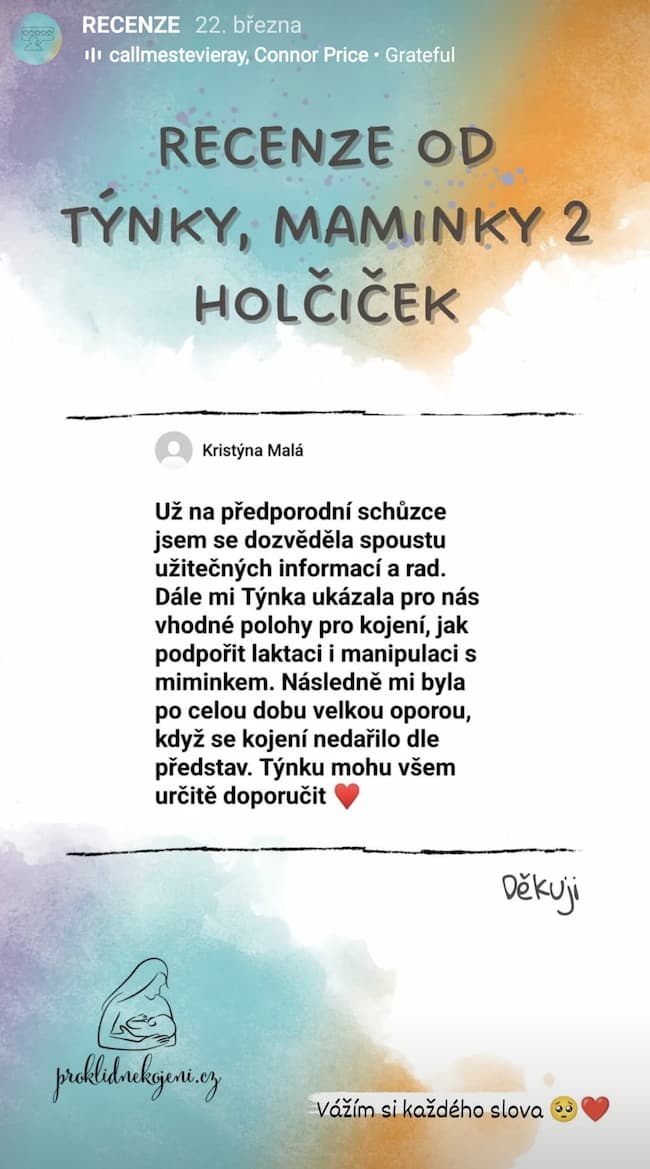 RECENZE 22. března
callmestevieray, Connor Price • Grateful
RECENZE OD
TÝNKY, MAMINKY 2
HOLČIČEK
Kristýna Malá
Už na předporodní schůzce
jsem se dozvěděla spoustu
užitečných informací a rad.
Dále mi Týnka ukázala pro nás
vhodné polohy pro kojení, jak
podpořit laktaci i manipulaci s
miminkem. Následně mi byla
po celou dobu velkou oporou,
když se kojení nedařilo dle
představ. Týnku mohu všem
určitě doporučit ❤️
Děkuji
proklidnekojeni.cz
Vážím si každého slova 🥺❤️